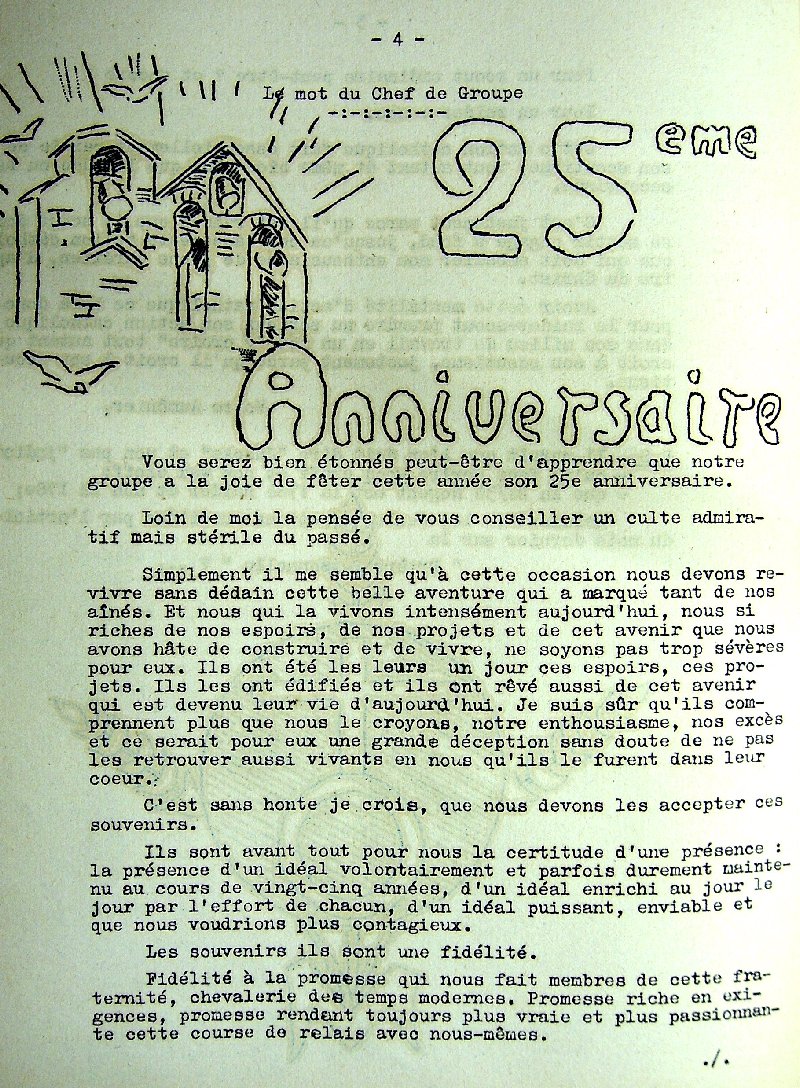 - 4 -
Le mot du Chef de Groupe
-:-:-:-:-:-
25eme
Anniversaire
Vous serez bien étonnés peut-être d'apprendre que notre
groupe a la joie de fêter cette année son 25e anniversaire.
Loin de moi la pensée de vous conseiller un culte admira-
tif mais stérile du passé.
Simplement il me semble qu'à cette occasion nous devons re-
vivre sans dédain cette belle aventure qui a marqué tant de nos
aînés. Et nous qui la vivons intensément aujourd'hui, nous si
riches de nos espoirs, de nos projets et de cet avenir que nous
avons hâte de construire et de vivre, ne soyons pas trop sévères
pour eux. Ils ont été les leurs un jour ces espoirs, ces pro-
jets. Ils les ont édifiés et ils ont rêvé aussi de cet avenir
qui est devenu leur vie d'aujourd'hui. Je suis sûr qu'ils com-
prennent plus que nous le croyons, notre enthousiasme, nos excès
et ce serait pour eux une grande déception sans doute de ne pas
les retrouver aussi vivants en nous qu'ils le furent dans leur
coeur.
C'est sans honte je crois, que nous devons les accepter ces
souvenirs.
Ils sont avant tout pour nous la certitude d'une présence :
la présence d'un idéal volontairement et parfois durement mainte-
nu au cours de vingt-cinq années, d'un idéal enrichi au jour le
jour par l'effort de chacun, d'un idéal puissant, enviable et
que nous voudrions plus contagieux.
Les souvenirs ils sont une fidélité.
Fidélité à la promesse qui nous fait membres de cette fra-
ternité, chevalerie des temps modernes. Promesse riche en exi-
gences, promesse rendant toujours plus vraie et plus passionnan-
te cette course de relais avec nous-mêmes.
./.